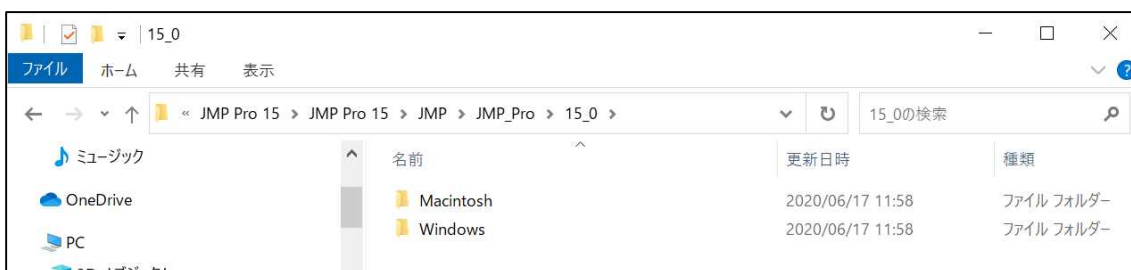 15_0
ファイル ホーム 共有 表示
« JMP Pro 15 > JMP Pro 15 > JMP > JMP_Pro > 15_0 > 15_0の検索
ミュージック 名前 更新日時 種類
OneDrive Macintosh 2020/06/17 11:58 ファイル フォルダー
Windows 2020/06/17 11:58 ファイル フォルダー
PC